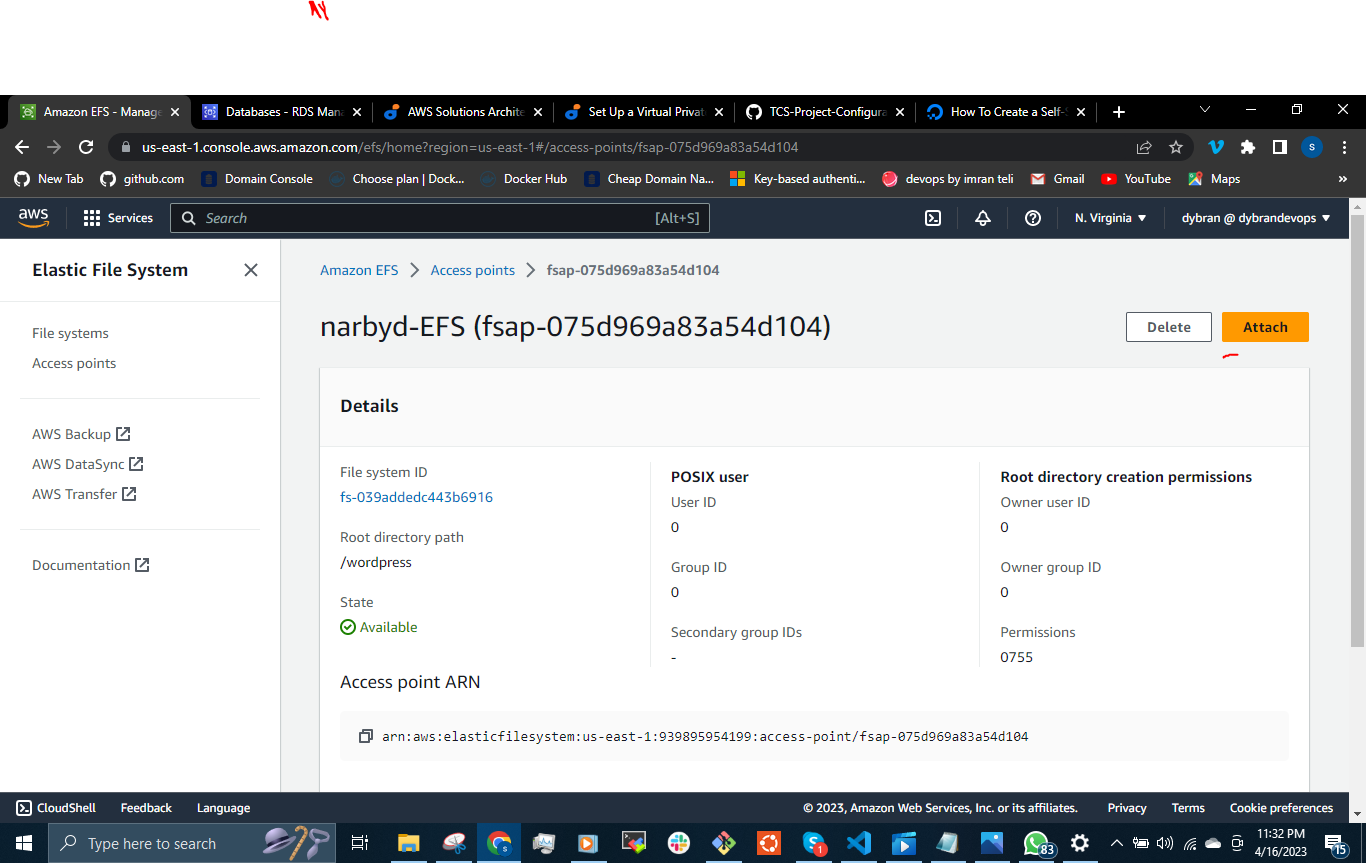 Amazon EFS - Manage
Databases - RDS Mana
AWS Solutions Archite
Set Up a Virtual Privat
TCS-Project-Configura
How To Create a Self-S
us-east-1.console.aws.amazon.com/efs/home?region=us-east-1#/access-points/fsap-075d969a83a54d104
S
New Tab
github.com
Domain Console
Choose plan | Dock...
Docker Hub
Cheap Domain Na...
Key-based authenti...
devops by imran teli
Gmail
YouTube
Maps
»
aws
Services
Search
[Alt+S]
N. Virginia
dybran @ dybrandevops
Elastic File System
Amazon EFS
Access points
fsap-075d969a83a54d104
File systems
Access points
AWS Backup
AWS DataSync
AWS Transfer
Documentation
narbyd-EFS (fsap-075d969a83a54d104)
Delete
Attach
Details
File system ID
fs-039addedc443b6916
Root directory path
/wordpress
State
Available
POSIX user
User ID
0
Group ID
0
Secondary group IDs
-
Root directory creation permissions
Owner user ID
0
Owner group ID
0
Permissions
0755
Access point ARN
arn:aws:elasticfilesystem:us-east-1:939895954199:access-point/fsap-075d969a83a54d104
CloudShell
Feedback
Language
© 2023, Amazon Web Services, Inc. or its affiliates.
Privacy
Terms
Cookie preferences
Type here to search
1
83
11:32 PM
4/16/2023
15